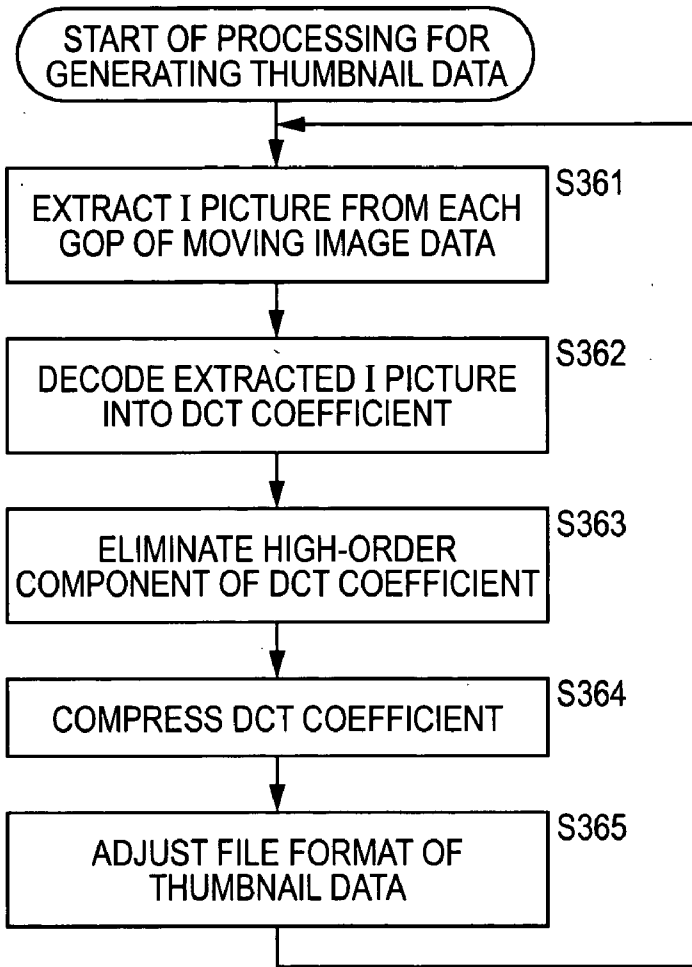 START OF PROCESSING FOR
GENERATING THUMBNAIL DATA
S361
EXTRACT I PICTURE FROM EACH
GOP OF MOVING IMAGE DATA
S362
DECODE EXTRACTED I PICTURE
INTO DCT COEFFICIENT
S363
ELIMINATE HIGH-ORDER
COMPONENT OF DCT COEFFICIENT
S364
COMPRESS DCT COEFFICIENT
S365
ADJUST FILE FORMAT OF
THUMBNAIL DATA